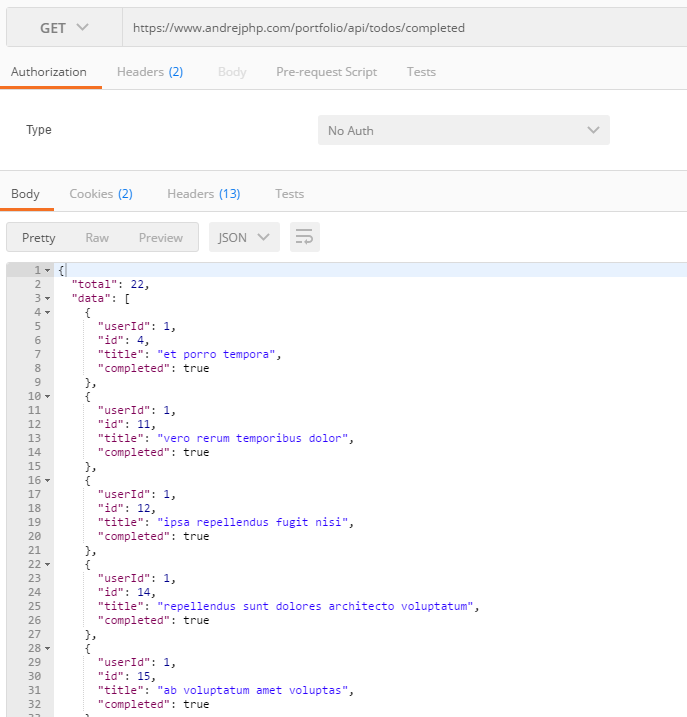 GET https://www.andrejphp.com/portfolio/api/todos/completed
Authorization Headers (2) Body Pre-request Script Tests
Type No Auth
Body Cookies (2) Headers (13) Tests
Pretty Raw Preview JSON
1 {
2 "total": 22,
3 "data": [
4 {
5 "userId": 1,
6 "id": 4,
7 "title": "et porro tempora",
8 "completed": true
9 },
10 {
11 "userId": 1,
12 "id": 11,
13 "title": "vero rerum temporibus dolor",
14 "completed": true
15 },
16 {
17 "userId": 1,
18 "id": 12,
19 "title": "ipsa repellendus fugit nisi",
20 "completed": true
21 },
22 {
23 "userId": 1,
24 "id": 14,
25 "title": "repellendus sunt dolores architecto voluptatum",
26 "completed": true
27 },
28 {
29 "userId": 1,
30 "id": 15,
31 "title": "ab voluptatum amet voluptas",
32 "completed": true